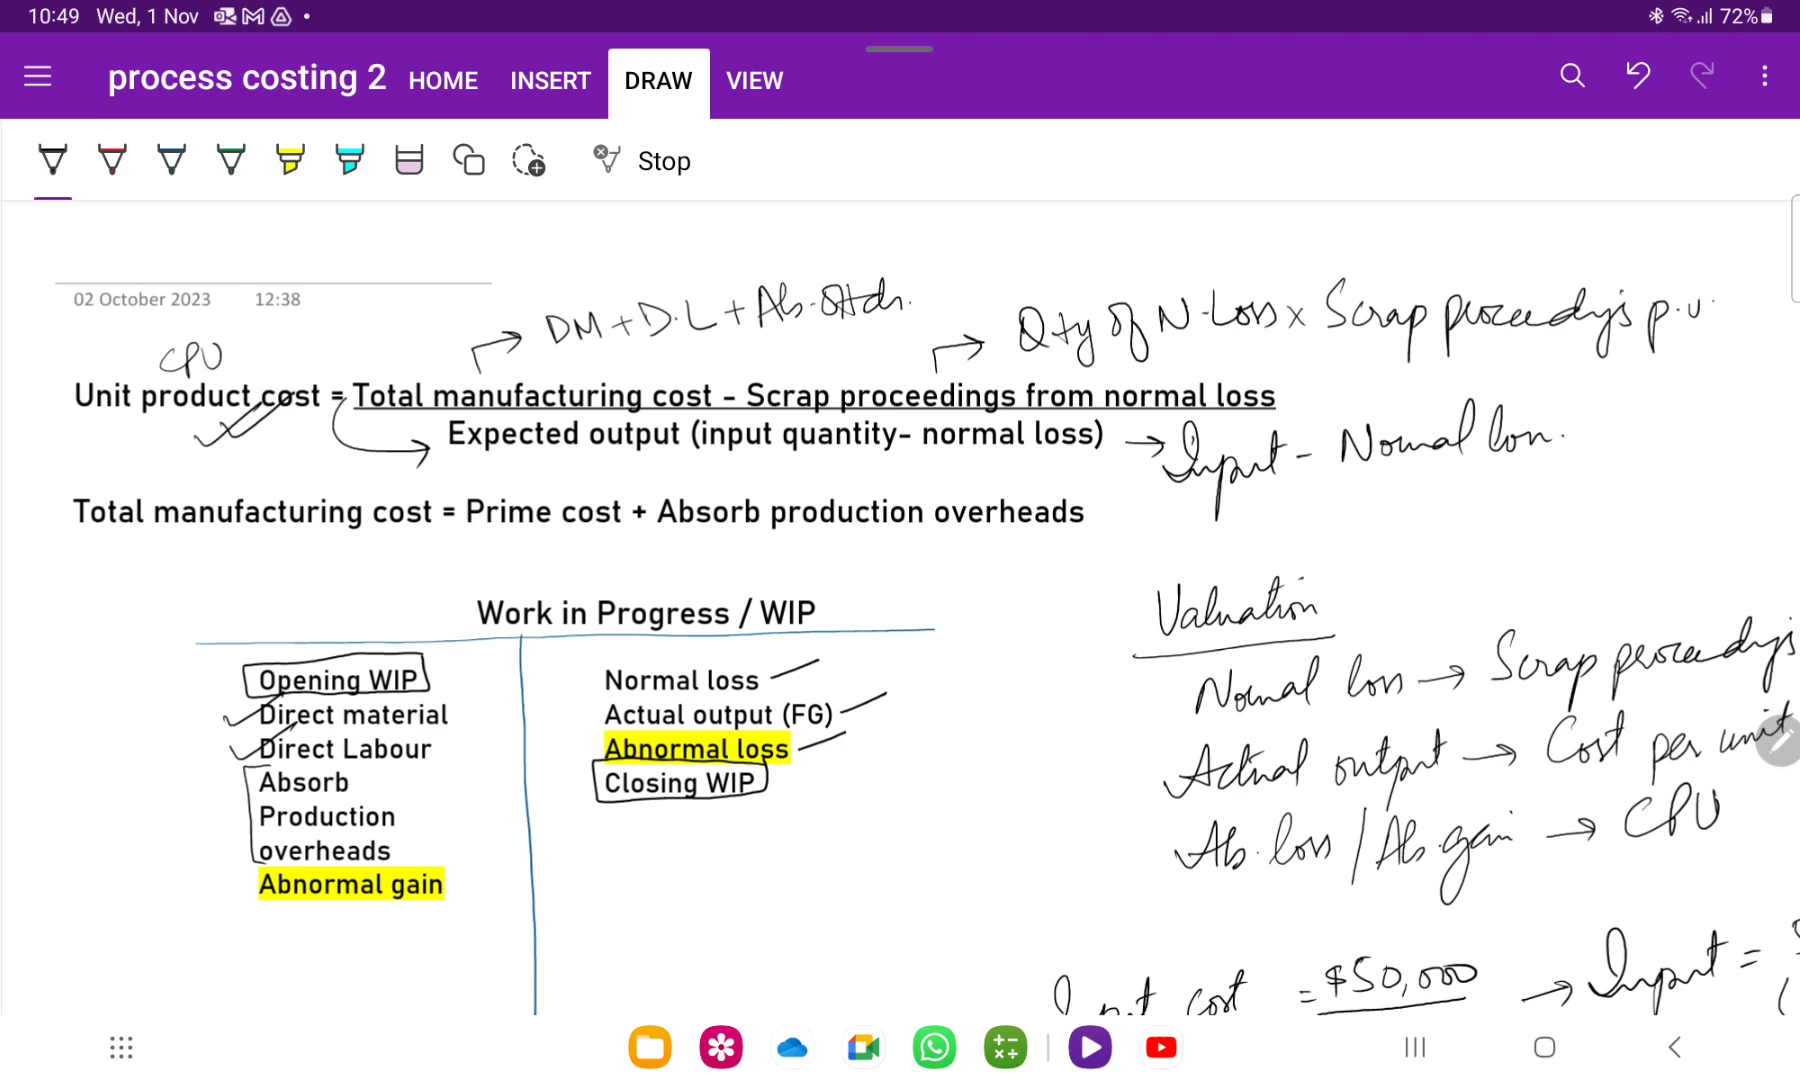 10:49 Wed, 1 Nov
72%
process costing 2 HOME INSERT DRAW VIEW
Stop
02 October 2023 12:38
→ DM + D.L + Ab. OHds.
→ Qty of N.Loss x Scrap proceedings p.u.
CPU
Unit product cost = Total manufacturing cost - Scrap proceedings from normal loss
Expected output (input quantity- normal loss) → Input - Normal loss.
Total manufacturing cost = Prime cost + Absorb production overheads
Work in Progress / WIP
Opening WIP
Direct material
Direct Labour
Absorb
Production
overheads
Abnormal gain
Normal loss
Actual output (FG)
Abnormal loss
Closing WIP
Valuation
Normal loss → Scrap proceedings
Actual output → Cost per unit
Ab. loss / Ab. gain → CPU
cost = $50,000 → Input =